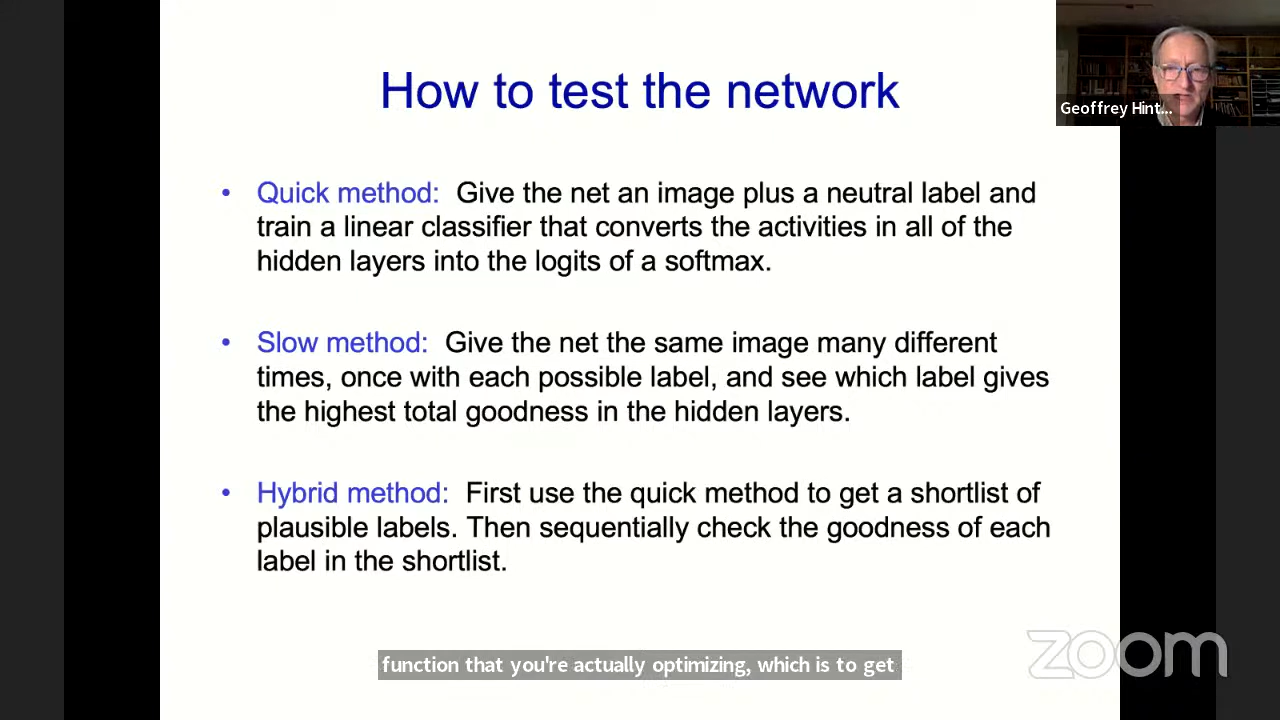 How to test the network
Geoffrey Hint...
• Quick method: Give the net an image plus a neutral label and
train a linear classifier that converts the activities in all of the
hidden layers into the logits of a softmax.
• Slow method: Give the net the same image many different
times, once with each possible label, and see which label gives
the highest total goodness in the hidden layers.
• Hybrid method: First use the quick method to get a shortlist of
plausible labels. Then sequentially check the goodness of each
label in the shortlist.
function that you're actually optimizing, which is to get
zoom